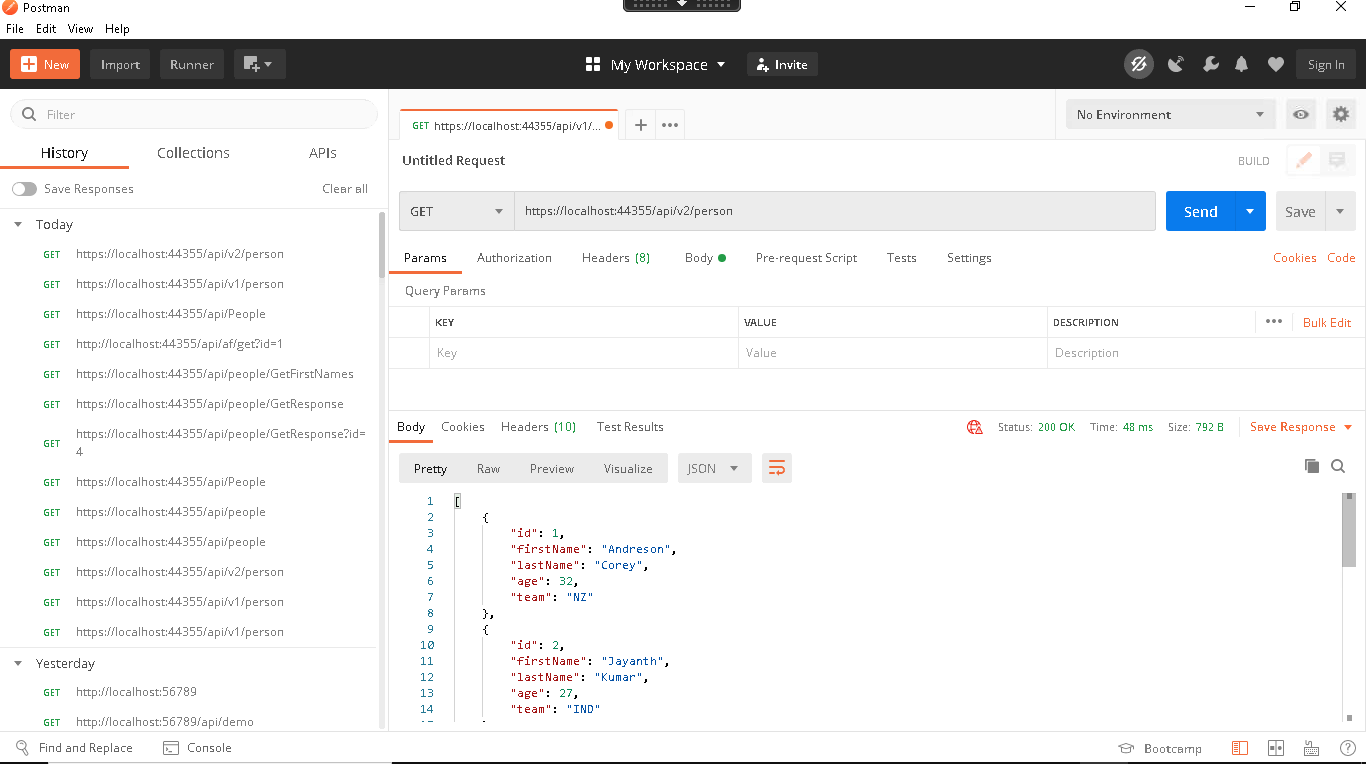 Postman
File Edit View Help
New Import Runner My Workspace Invite Sign In
Filter
History Collections APIs
Save Responses Clear all
Today
GET https://localhost:44355/api/v2/person
GET https://localhost:44355/api/v1/person
GET https://localhost:44355/api/People
GET http://localhost:44355/api/af/get?id=1
GET https://localhost:44355/api/people/GetFirstNames
GET https://localhost:44355/api/people/GetResponse
GET https://localhost:44355/api/people/GetResponse?id=
4
GET https://localhost:44355/api/People
GET https://localhost:44355/api/people
GET https://localhost:44355/api/people
GET https://localhost:44355/api/v2/person
GET https://localhost:44355/api/v1/person
GET https://localhost:44355/api/v1/person
Yesterday
GET http://localhost:56789
GET http://localhost:56789/api/demo
GET https://localhost:44355/api/v1/... + ••• No Environment
Untitled Request BUILD
GET https://localhost:44355/api/v2/person Send Save
Params Authorization Headers (8) Body Pre-request Script Tests Settings Cookies Code
Query Params
KEY VALUE DESCRIPTION ••• Bulk Edit
Key Value Description
Body Cookies Headers (10) Test Results Status: 200 OK Time: 48 ms Size: 792 B Save Response
Pretty Raw Preview Visualize JSON
1 [
2 {
3 "id": 1,
4 "firstName": "Andreson",
5 "lastName": "Corey",
6 "age": 32,
7 "team": "NZ"
8 },
9 {
10 "id": 2,
11 "firstName": "Jayanth",
12 "lastName": "Kumar",
13 "age": 27,
14 "team": "IND"
Find and Replace Console Bootcamp